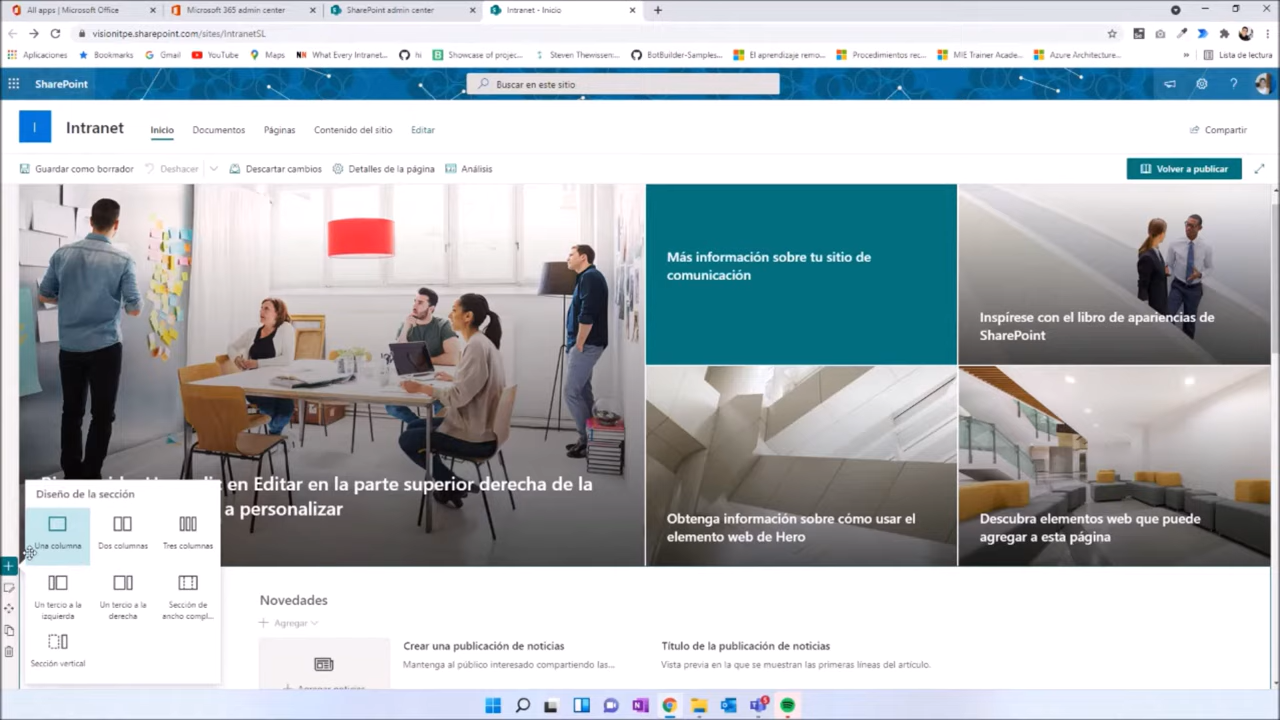 All apps | Microsoft Office
Microsoft 365 admin center
SharePoint admin center
Intranet - Inicio
visionitpe.sharepoint.com/sites/IntranetSL
Aplicaciones
Bookmarks
Gmail
YouTube
Maps
What Every Intranet...
hi
Showcase of projec...
Steven Thewissen:...
BotBuilder-Samples...
El aprendizaje remo...
Procedimientos rec...
MIE Trainer Acade...
Azure Architecture...
Lista de lectura
SharePoint
Buscar en este sitio
I
Intranet
Inicio
Documentos
Páginas
Contenido del sitio
Editar
Compartir
Guardar como borrador
Deshacer
Descartar cambios
Detalles de la página
Análisis
Volver a publicar
en Editar en la parte superior derecha de la
a personalizar
Más información sobre tu sitio de
comunicación
Inspírese con el libro de apariencias de
SharePoint
Obtenga información sobre cómo usar el
elemento web de Hero
Descubra elementos web que puede
agregar a esta página
Diseño de la sección
Una columna
Dos columnas
Tres columnas
Un tercio a la
izquierda
Un tercio a la
derecha
Sección de
ancho compl...
Sección vertical
Novedades
Agregar
Crear una publicación de noticias
Mantenga al público interesado compartiendo las...
Título de la publicación de noticias
Vista previa en la que se muestran las primeras líneas del artículo.
Agregar noticias